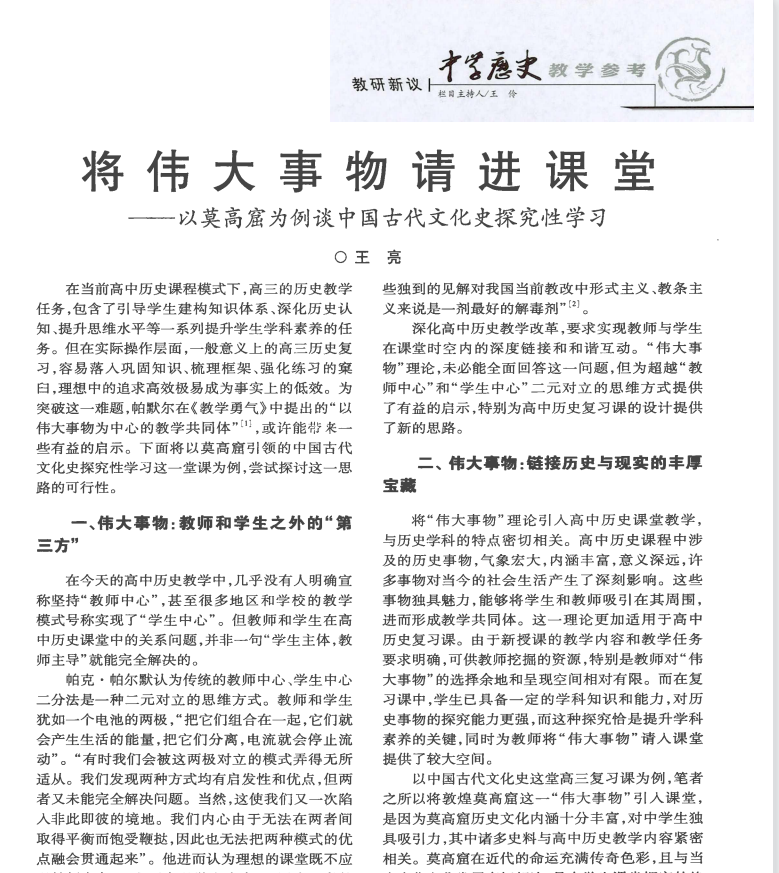 中学历史教学参考
教研新议
栏目主持人/王 伶
将伟大事物请进课堂
——以莫高窟为例谈中国古代文化史探究性学习
○ 王 亮
在当前高中历史课程模式下,高三的历史教学
任务,包含了引导学生建构知识体系、深化历史认
知、提升思维水平等一系列提升学生学科素养的任
务。但在实际操作层面,一般意义上的高三历史复
习,容易落入巩固知识、梳理框架、强化练习的窠
臼,理想中的追求高效极易成为事实上的低效。为
突破这一难题,帕默尔在《教学勇气》中提出的“以
伟大事物为中心的教学共同体”[1],或许能带来一
些有益的启示。下面将以莫高窟引领的中国古代
文化史探究性学习这一堂课为例,尝试探讨这一思
路的可行性。
一、伟大事物:教师和学生之外的“第
三方”
在今天的高中历史教学中,几乎没有人明确宣
称坚持“教师中心”,甚至很多地区和学校的教学
模式号称实现了“学生中心”。但教师和学生在高
中历史课堂中的关系问题,并非一句“学生主体,教
师主导”就能完全解决的。
帕克·帕尔默认为传统的教师中心、学生中心
二分法是一种二元对立的思维方式。教师和学生
犹如一个电池的两极,“把它们组合在一起,它们就
会产生生活的能量,把它们分离,电流就会停止流
动”。“有时我们会被这两极对立的模式弄得无所
适从。我们发现两种方式均有启发性和优点,但两
者又未能完全解决问题。当然,这使我们又一次陷
入非此即彼的境地。我们内心由于无法在两者间
取得平衡而饱受鞭挞,因此也无法把两种模式的优
点融会贯通起来”。他进而认为理想的课堂既不应
些独到的见解对我国当前教改中形式主义、教条主
义来说是一剂最好的解毒剂”[2]。
深化高中历史教学改革,要求实现教师与学生
在课堂时空内的深度链接和和谐互动。“伟大事
物”理论,未必能全面回答这一问题,但为超越“教
师中心”和“学生中心”二元对立的思维方式提供
了有益的启示,特别为高中历史复习课的设计提供
了新的思路。
二、伟大事物:链接历史与现实的丰厚
宝藏
将“伟大事物”理论引入高中历史课堂教学,
与历史学科的特点密切相关。高中历史课程中涉
及的历史事物,气象宏大,内涵丰富,意义深远,许
多事物对当今的社会生活产生了深刻影响。这些
事物独具魅力,能够将学生和教师吸引在其周围,
进而形成教学共同体。这一理论更加适用于高中
历史复习课。由于新授课的教学内容和教学任务
要求明确,可供教师挖掘的资源,特别是教师对“伟
大事物”的选择余地和呈现空间相对有限。而在复
习课中,学生已具备一定的学科知识和能力,对历
史事物的探究能力更强,而这种探究恰是提升学科
素养的关键,同时为教师将“伟大事物”请入课堂
提供了较大空间。
以中国古代文化史这堂高三复习课为例,笔者
之所以将敦煌莫高窟这一“伟大事物”引入课堂,
是因为莫高窟历史文化内涵十分丰富,对中学生独
具吸引力,其中诸多史料与高中历史教学内容紧密
相关。莫高窟在近代的命运充满传奇色彩,且与当